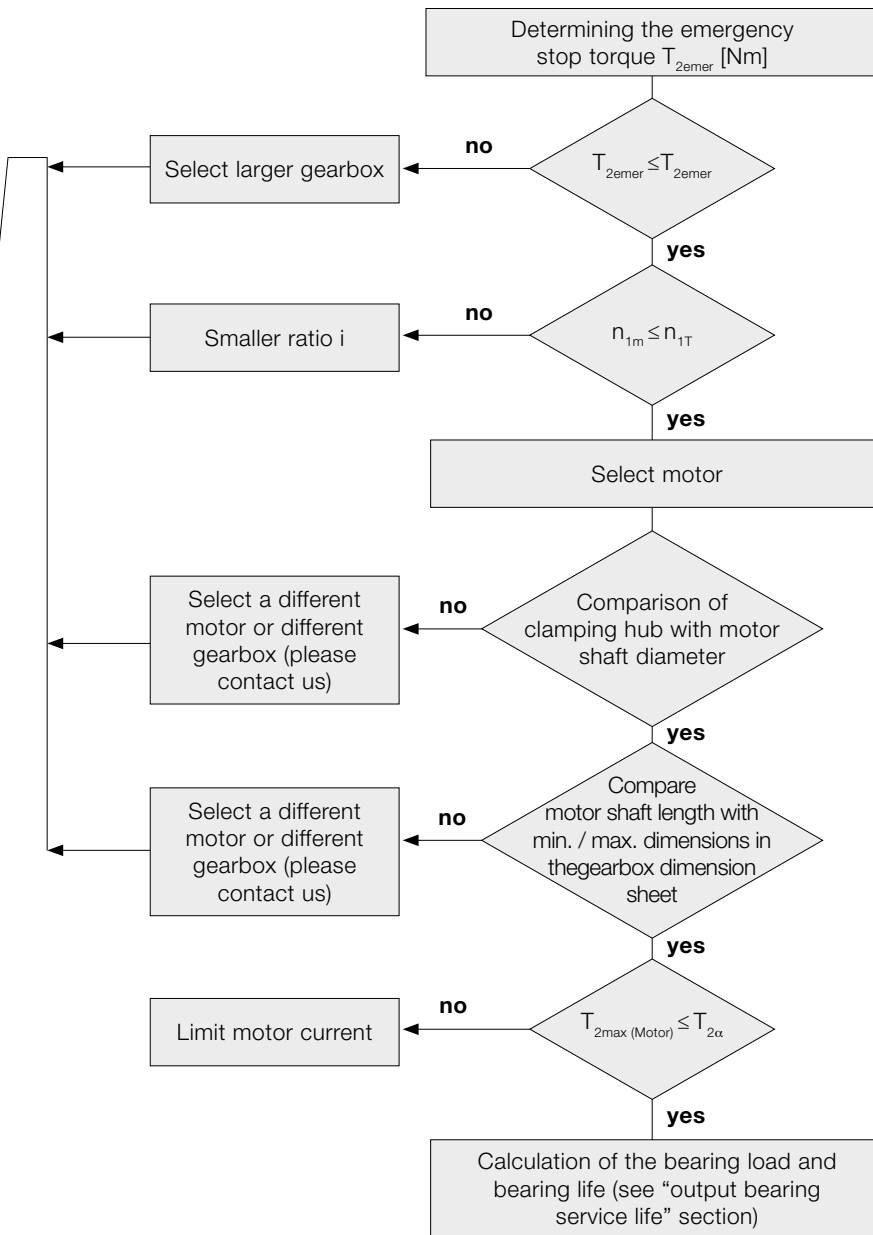 Determining the emergency
stop torque T2emer [Nm]
no
Select larger gearbox
T2emer ≤ T2emer
yes
no
Smaller ratio i
n1m ≤ n1T
yes
Select motor
Select a different
motor or different
gearbox (please
contact us)
no
Comparison of
clamping hub with motor
shaft diameter
yes
Select a different
motor or different
gearbox (please
contact us)
no
Compare
motor shaft length with
min. / max. dimensions in
thegearbox dimension
sheet
yes
Limit motor current
no
T2max (Motor) ≤ T2α
yes
Calculation of the bearing load and
bearing life (see “output bearing
service life” section)